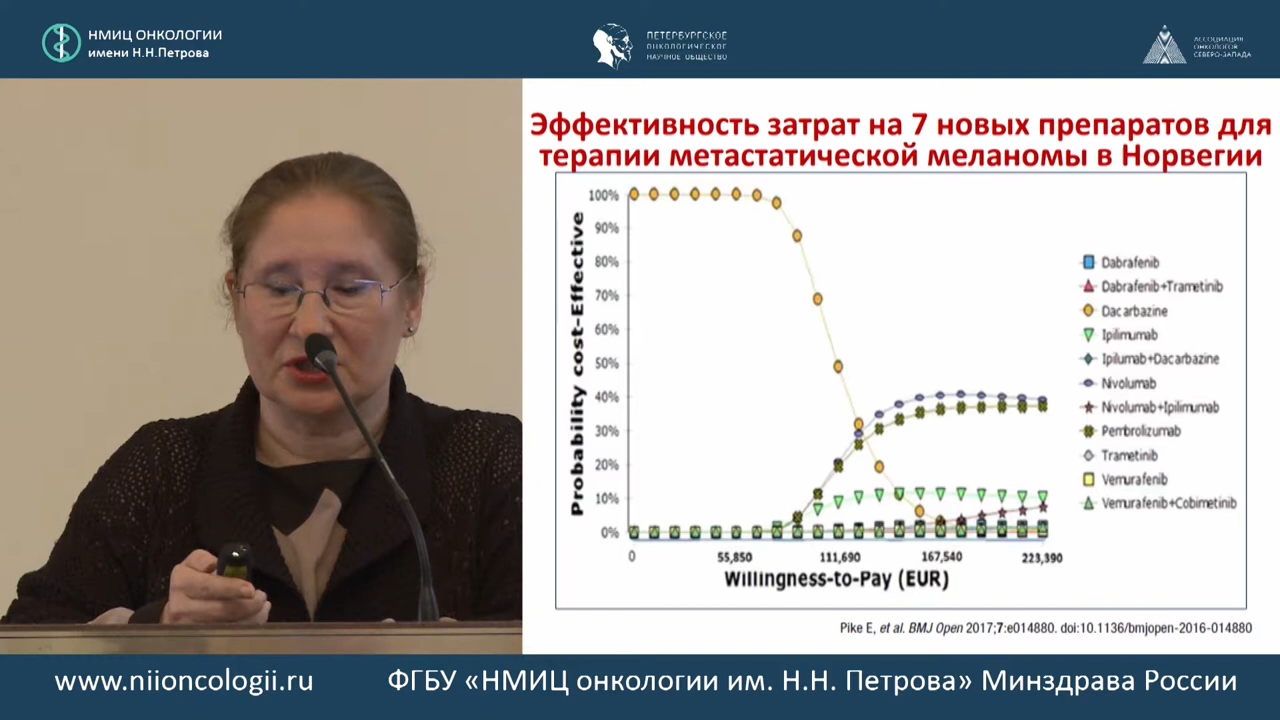 НМИЦ ОНКОЛОГИИ
имени Н.Н.Петрова
ПЕТЕРБУРГСКОЕ
ОНКОЛОГИЧЕСКОЕ
НАУЧНОЕ ОБЩЕСТВО
АССОЦИАЦИЯ
ОНКОЛОГОВ
СЕВЕРО-ЗАПАДА
Эффективность затрат на 7 новых препаратов для
терапии метастатической меланомы в Норвегии
Probability cost-Effective
100%
90%
80%
70%
60%
50%
40%
30%
20%
10%
0%
0
55,850
111,690
167,540
223,390
Willingness-to-Pay (EUR)
Dabrafenib
Dabrafenib+Trametinib
Dacarbazine
Ipilimumab
Ipilumab+Dacarbazine
Nivolumab
Nivolumab+Ipilimumab
Pembrolizumab
Trametinib
Vemurafenib
Vemurafenib+Cobimetinib
Pike E, et al. BMJ Open 2017;7:e014880. doi:10.1136/bmjopen-2016-014880
www.niioncologii.ru
ФГБУ «НМИЦ онкологии им. Н.Н. Петрова» Минздрава России